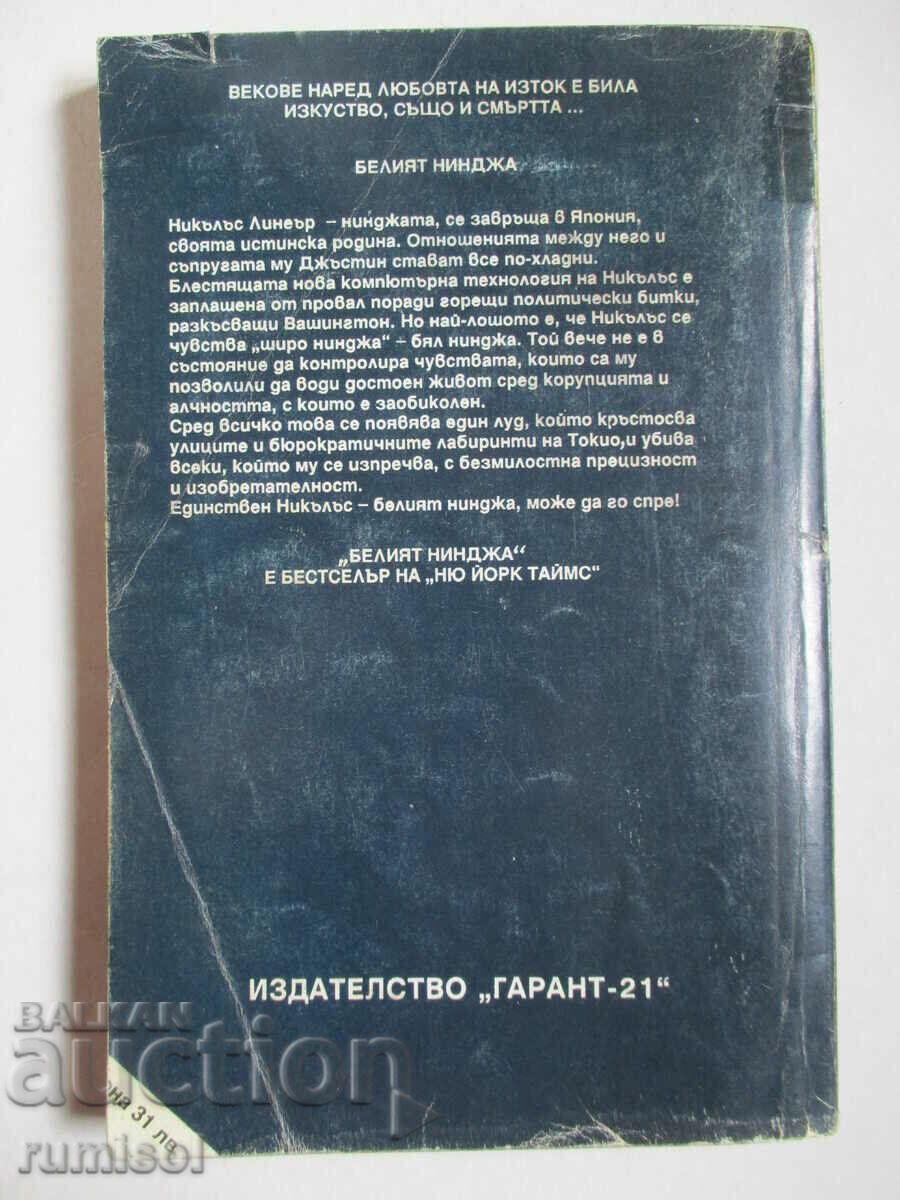 ВЕКОВЕ НАРЕД ЛЮБОВТА НА ИЗТОК Е БИЛА
ИЗКУСТВО, СЪЩО И СМЪРТТА ...
БЕЛИЯТ НИНДЖА
Никълъс Линеър – нинджата, се завръща в Япония,
своята истинска родина. Отношенията между него и
съпругата му Джъстин стават все по-хладни.
Блестящата нова компютърна технология на Никълъс е
заплашена от провал поради горещи политически битки,
разкъсващи Вашингтон. Но най-лошото е, че Никълъс се
чувства „широ нинджа“ – бял нинджа. Той вече не е в
състояние да контролира чувствата, които са му
позволили да води достоен живот сред корупцията и
алчността, с които е заобиколен.
Сред всичко това се появява един луд, който кръстосва
улиците и бюрократичните лабиринти на Токио,и убива
всеки, който му се изпречва, с безмилостна прецизност
и изобретателност.
Единствен Никълъс – белият нинджа, може да го спре!
„БЕЛИЯТ НИНДЖА“
Е БЕСТСЕЛЪР НА „НЮ ЙОРК ТАЙМС“
ИЗДАТЕЛСТВО „ГАРАНТ-21“
31 лв.
BALKAN
auction
rumisol